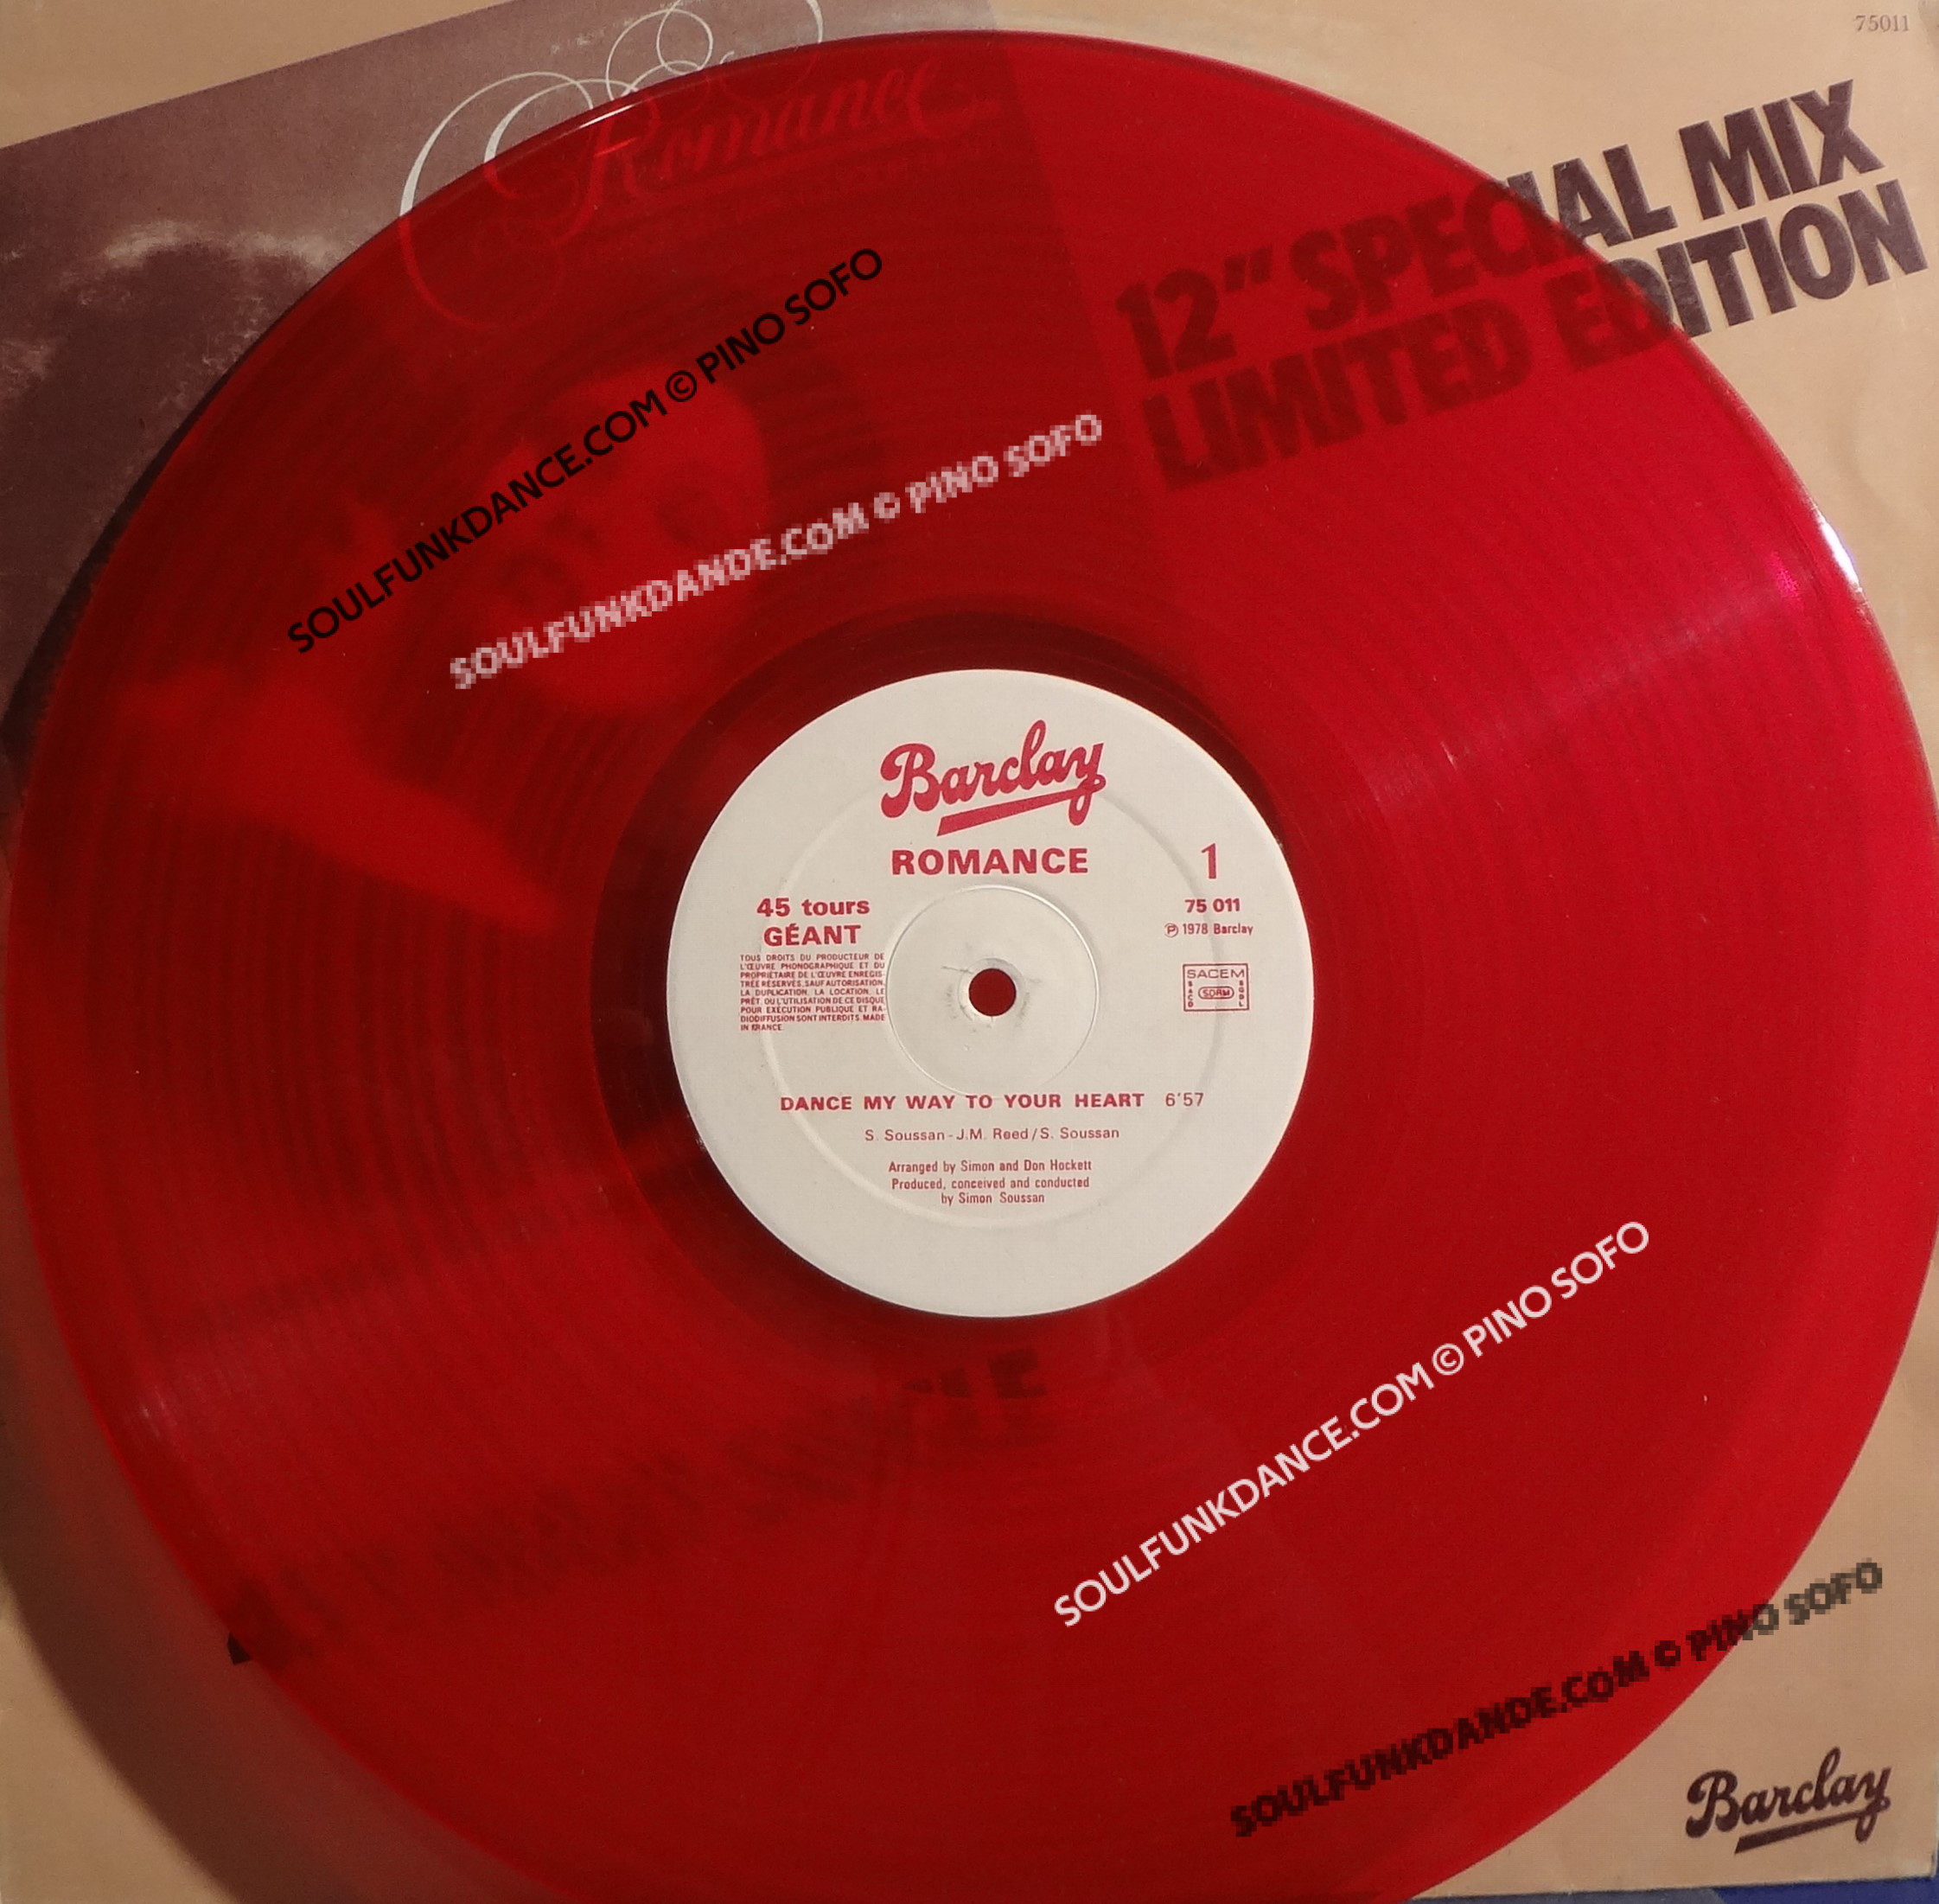 75011
Romance
12" SPECIAL MIX
LIMITED EDITION
SOULFUNKDANCE.COM © PINO SOFO
SOULFUNKDANDE.COM © PINO SOFO
Barclay
ROMANCE
1
45 tours
GÉANT
75 011
℗ 1978 Barclay
TOUS DROITS DU PRODUCTEUR DE
L'ŒUVRE PHONOGRAPHIQUE ET DU
PROPRIÉTAIRE DE L'ŒUVRE ENREGIS-
TRÉE RÉSERVÉS. SAUF AUTORISATION,
LA DUPLICATION, LA LOCATION, LE
PRÊT, OU L'UTILISATION DE CE DISQUE
POUR EXÉCUTION PUBLIQUE ET RA-
DIODIFFUSION SONT INTERDITS. MADE
IN FRANCE.
SACEM
SACD
SDRM
SGDL
DANCE MY WAY TO YOUR HEART 6'57
S. Soussan - J.M. Reed / S. Soussan
Arranged by Simon and Don Hockett
Produced, conceived and conducted
by Simon Soussan
SOULFUNKDANCE.COM © PINO SOFO
SOULFUNKDANDE.COM © PINO SOFO
Barclay